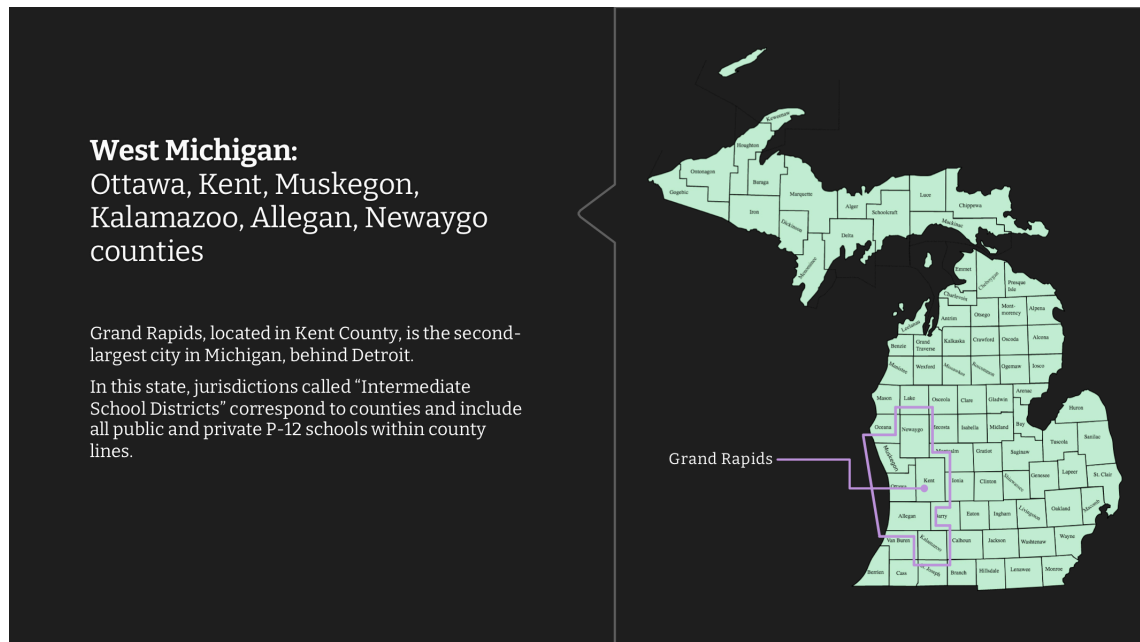 West Michigan:
Ottawa, Kent, Muskegon,
Kalamazoo, Allegan, Newaygo
counties
Grand Rapids, located in Kent County, is the second-
largest city in Michigan, behind Detroit.
In this state, jurisdictions called “Intermediate
School Districts” correspond to counties and include
all public and private P-12 schools within county
lines.
Keweenaw
Houghton
Ontonagon
Gogebic
Baraga
Marquette
Iron
Dickinson
Menominee
Alger
Delta
Schoolcraft
Luce
Chippewa
Mackinac
Emmet
Cheboygan
Presque
Isle
Charlevoix
Leelanau
Antrim
Otsego
Mont-
morency
Alpena
Benzie
Grand
Traverse
Kalkaska
Crawford
Oscoda
Alcona
Manistee
Wexford
Missaukee
Roscommon
Ogemaw
Iosco
Mason
Lake
Osceola
Clare
Gladwin
Arenac
Huron
Oceana
Newaygo
Isabella
Midland
Bay
Tuscola
Sanilac
Muskegon
Gratiot
Saginaw
Grand Rapids
Kent
Ionia
Clinton
Shiawassee
Genesee
Lapeer
St. Clair
Allegan
Eaton
Ingham
Livingston
Oakland
Macomb
Van Buren
Kalamazoo
Calhoun
Jackson
Washtenaw
Wayne
Berrien
Cass
Branch
Hillsdale
Lenawee
Monroe